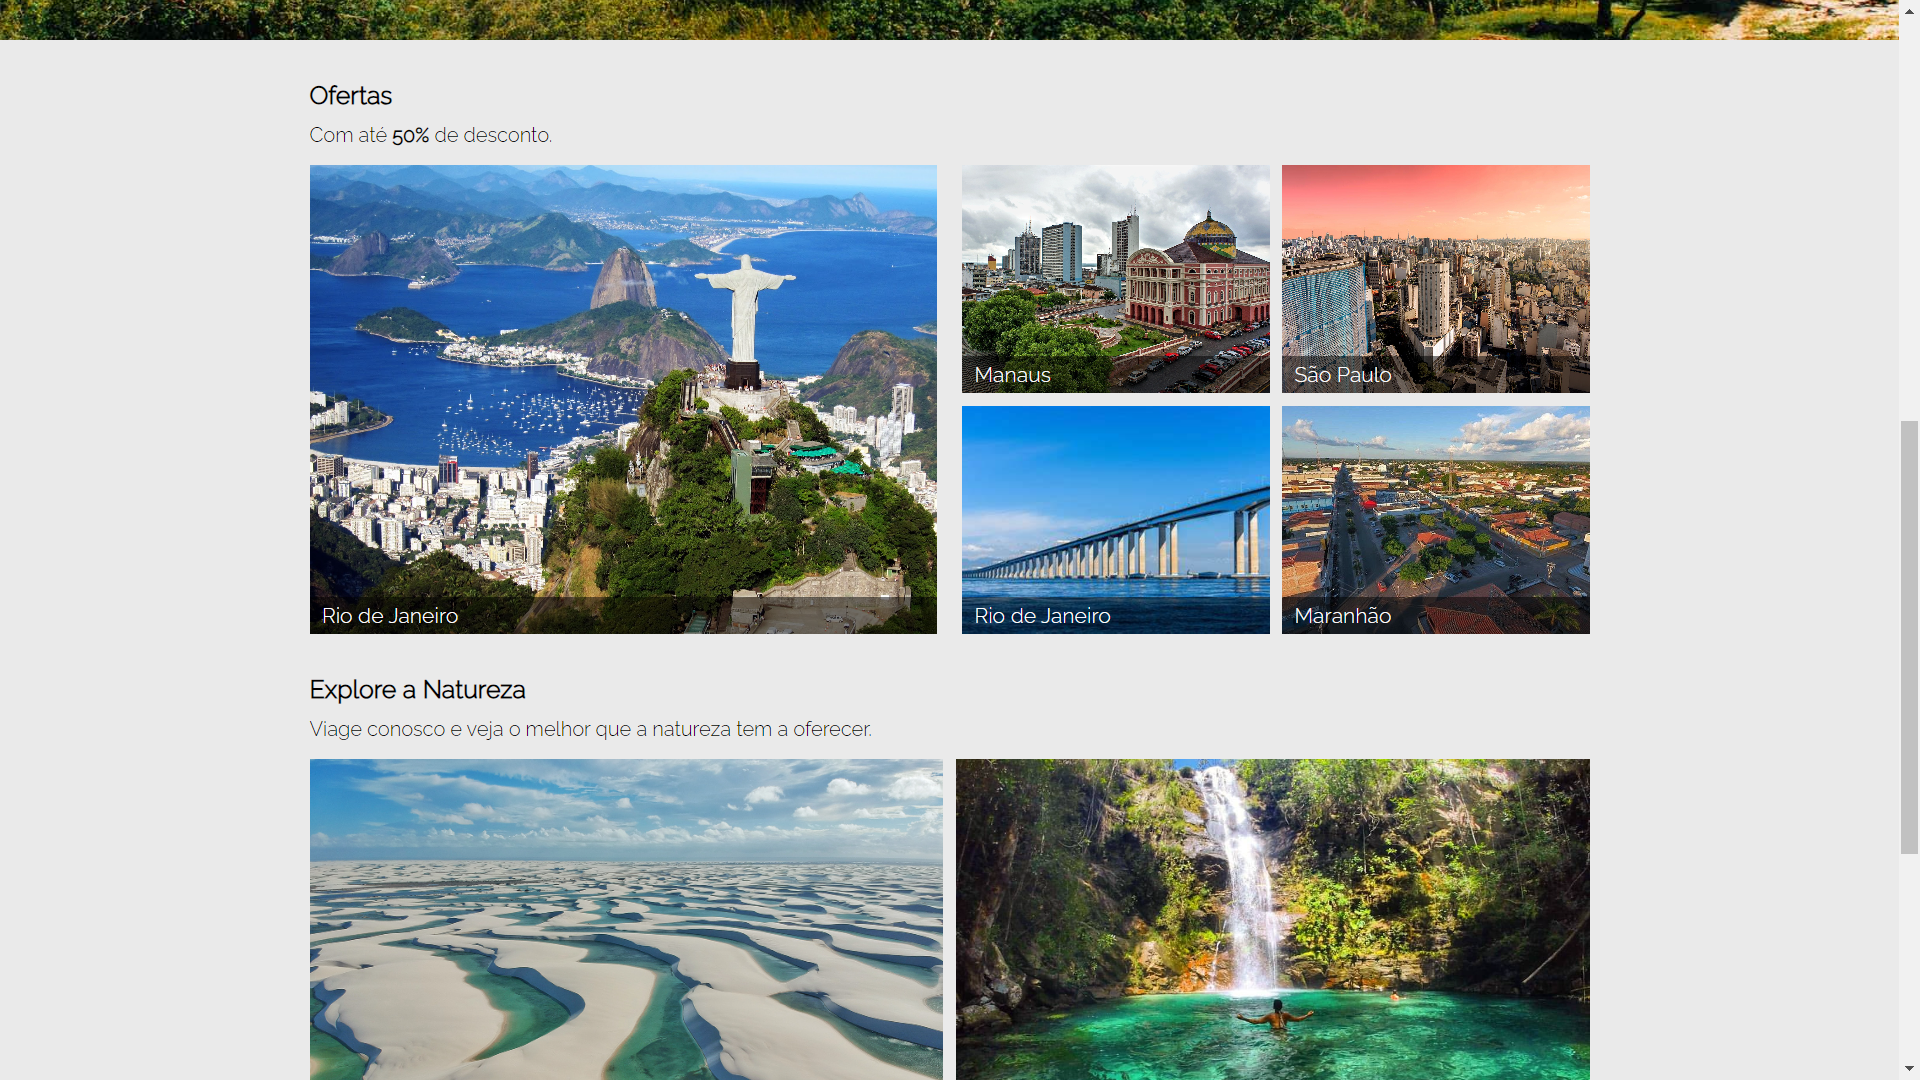 Ofertas
Com até 50% de desconto.
Manaus
São Paulo
Rio de Janeiro
Rio de Janeiro
Maranhão
Explore a Natureza
Viage conosco e veja o melhor que a natureza tem a oferecer.